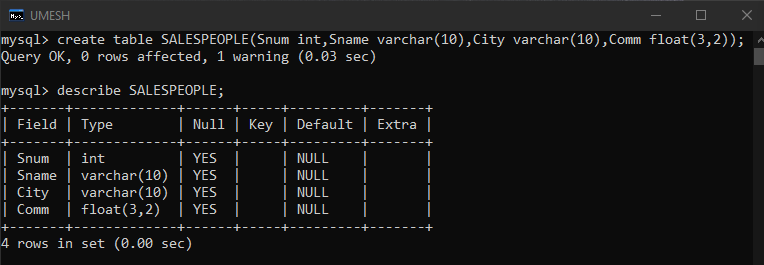 UMESH
mysql> create table SALESPEOPLE(Snum int,Sname varchar(10),City varchar(10),Comm float(3,2));
Query OK, 0 rows affected, 1 warning (0.03 sec)
mysql> describe SALESPEOPLE;
+-------+-------------+------+-----+---------+-------+
| Field | Type        | Null | Key | Default | Extra |
+-------+-------------+------+-----+---------+-------+
| Snum  | int         | YES  |     | NULL    |       |
| Sname | varchar(10) | YES  |     | NULL    |       |
| City  | varchar(10) | YES  |     | NULL    |       |
| Comm  | float(3,2)  | YES  |     | NULL    |       |
+-------+-------------+------+-----+---------+-------+
4 rows in set (0.00 sec)